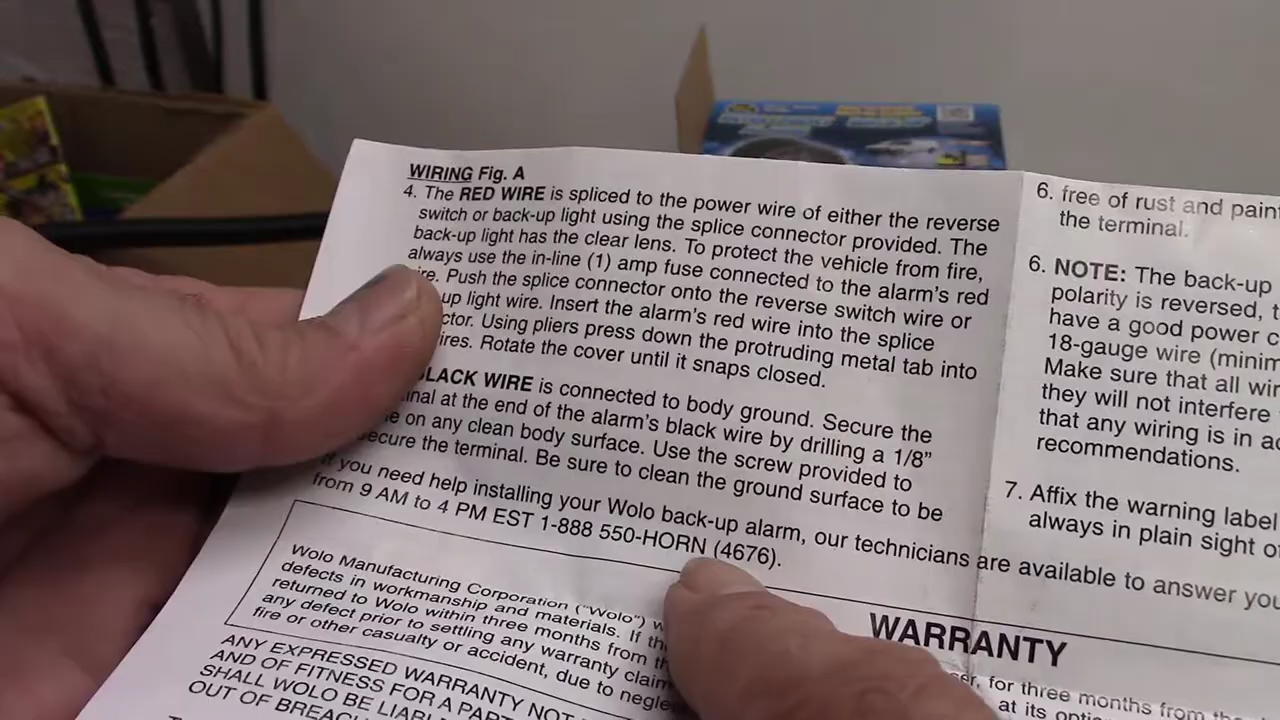 WIRING Fig. A
4. The RED WIRE is spliced to the power wire of either the reverse
switch or back-up light using the splice connector provided. The
back-up light has the clear lens. To protect the vehicle from fire,
always use the in-line (1) amp fuse connected to the alarm's red
Push the splice connector onto the reverse switch wire or
up light wire. Insert the alarm's red wire into the splice
Using pliers press down the protruding metal tab into
Rotate the cover until it snaps closed.
WIRE is connected to body ground. Secure the
at the end of the alarm's black wire by drilling a 1/8"
on any clean body surface. Use the screw provided to
secure the terminal. Be sure to clean the ground surface to be
6. free of rust and paint
the terminal.
6. NOTE: The back-up
polarity is reversed,
have a good power
18-gauge wire
Make sure that all
they will not interfere
that any wiring is in
recommendations.
7. Affix the warning label
always in plain sight
If you need help installing your Wolo back-up alarm, our technicians are available to answer
from 9 AM to 4 PM EST 1-888 550-HORN (4676).
WARRANTY
Wolo Manufacturing Corporation ("Wolo")
for three months from
defects in workmanship and materials. If
at its
returned to Wolo within three months from
any defect prior to settling any warranty
fire or other casualty or accident, due to
ANY EXPRESSED WARRANTY NOT
AND OF FITNESS FOR A
SHALL WOLO BE
OUT OF